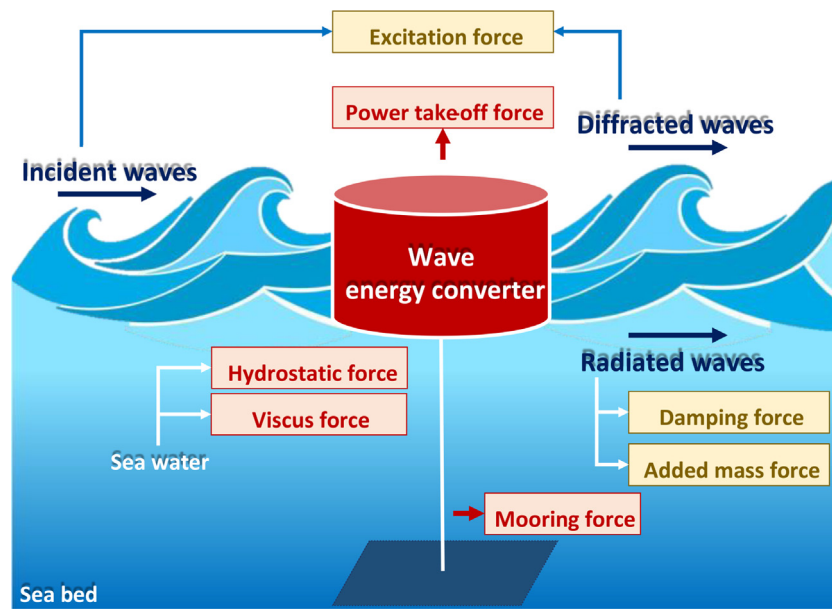 Excitation force
Power take-off force
Diffracted waves
Incident waves
Wave
energy converter
Hydrostatic force
Radiated waves
Viscus force
Damping force
Sea water
Added mass force
Mooring force
Sea bed